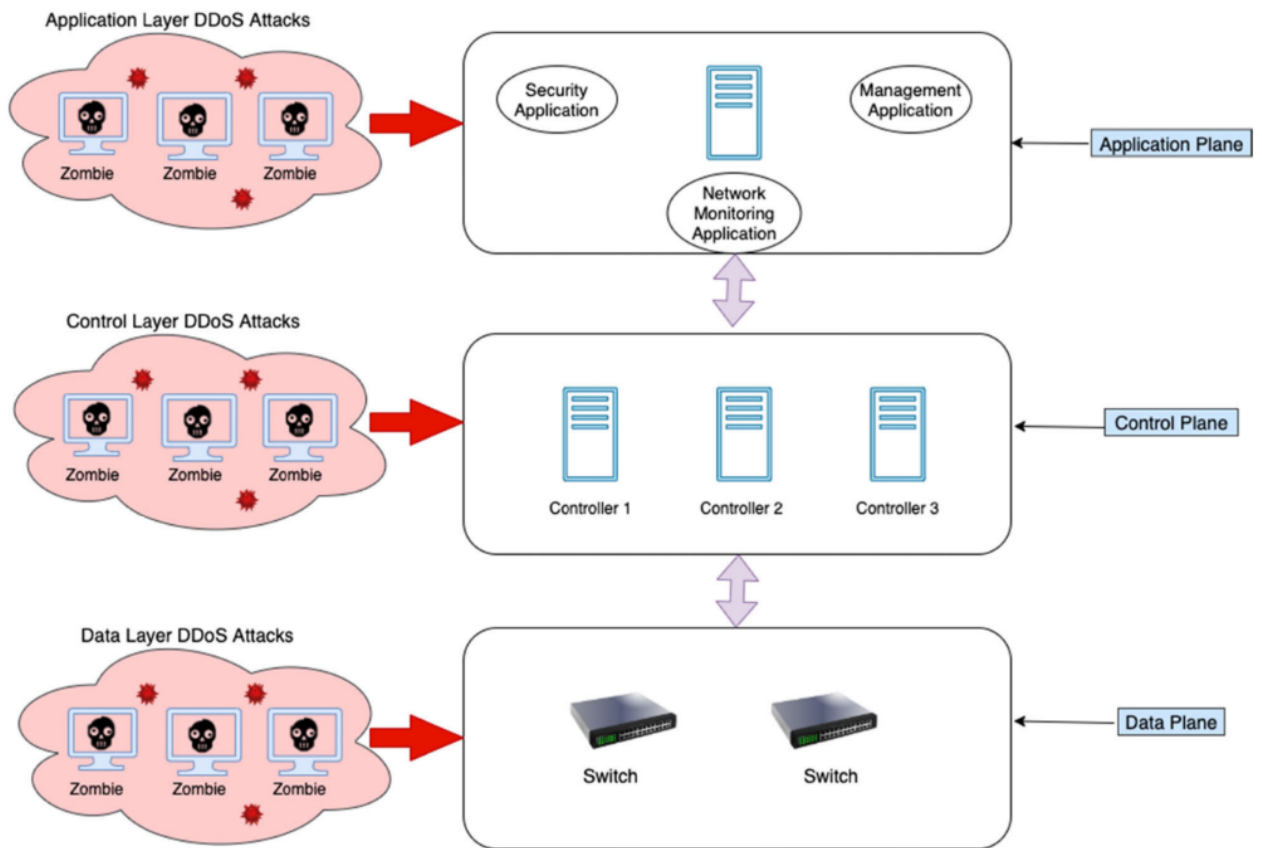 Application Layer DDoS Attacks
Zombie
Zombie
Zombie
Security
Application
Management
Application
Network
Monitoring
Application
Application Plane
Control Layer DDoS Attacks
Zombie
Zombie
Zombie
Controller 1
Controller 2
Controller 3
Control Plane
Data Layer DDoS Attacks
Zombie
Zombie
Zombie
Switch
Switch
Data Plane